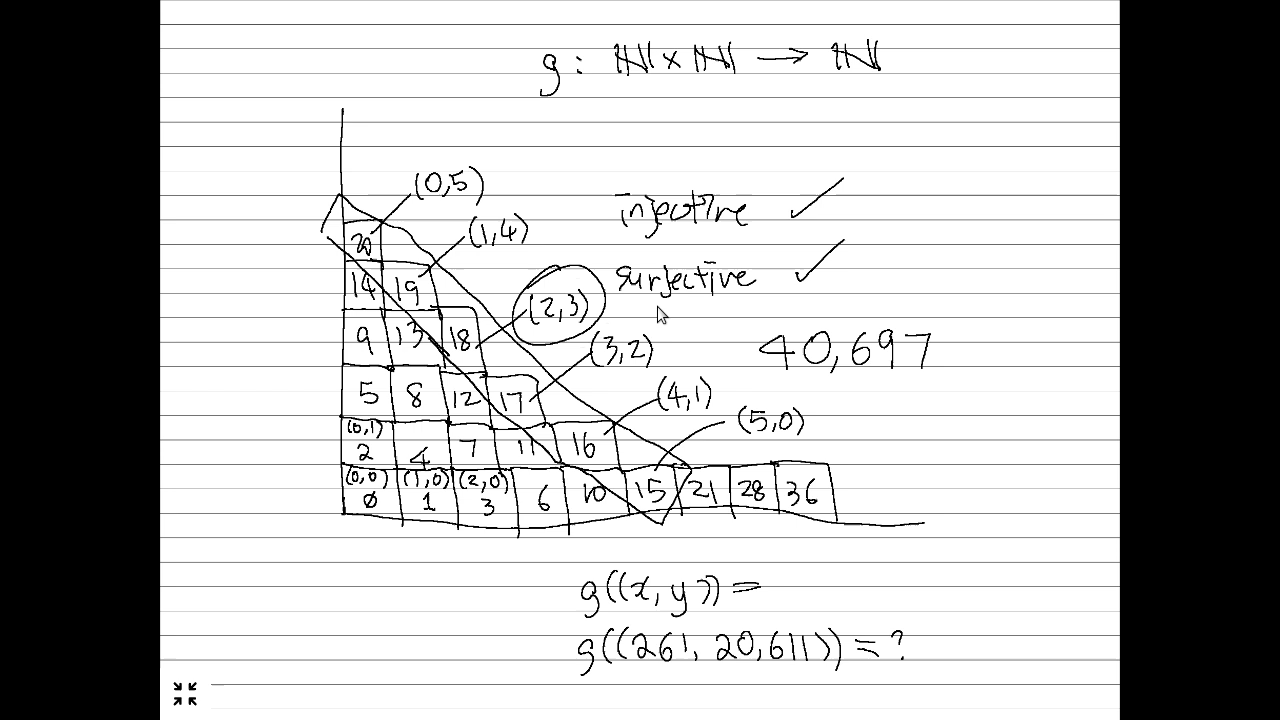 g : ℕ × ℕ → ℕ
(0,5)
20 (1,4) injective ✓
14 19 (2,3) surjective ✓
9 13 18 (3,2) 40,697
5 8 12 17 (4,1)
(0,1) (5,0)
2 4 7 11 16
(0,0) (1,0) (2,0)
0 1 3 6 10 15 21 28 36
g((x, y)) =
g((261, 20,611)) = ?